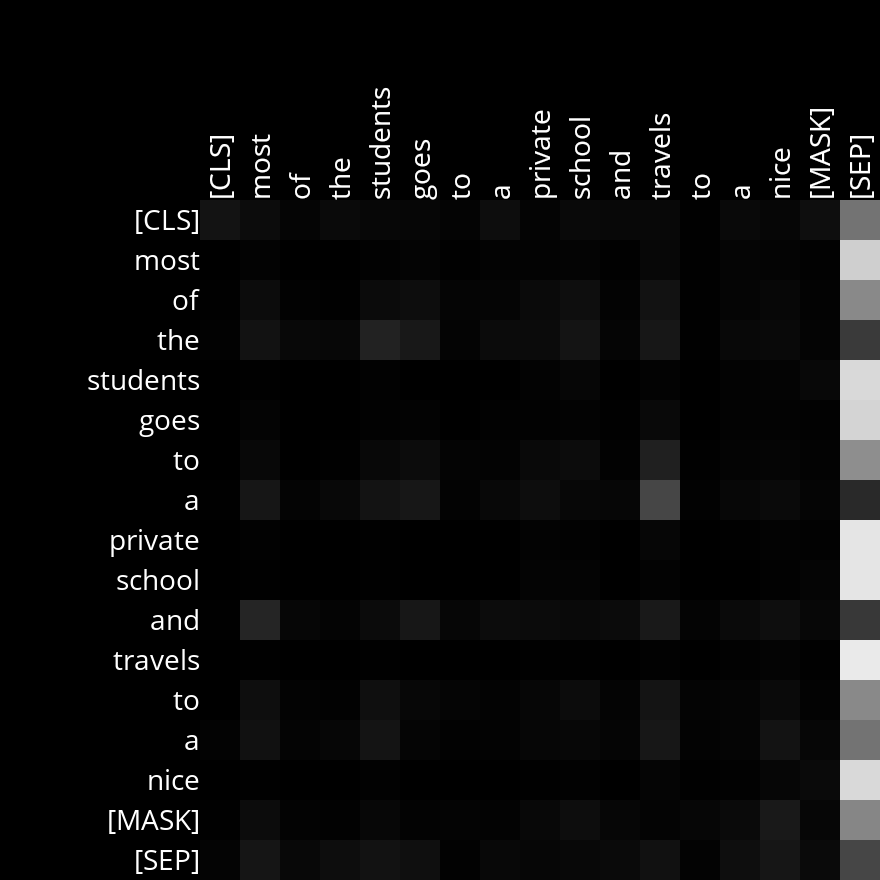 [CLS] most of the students goes to a private school and travels to a nice [MASK] [SEP]
[CLS]
most
of
the
students
goes
to
a
private
school
and
travels
to
a
nice
[MASK]
[SEP]